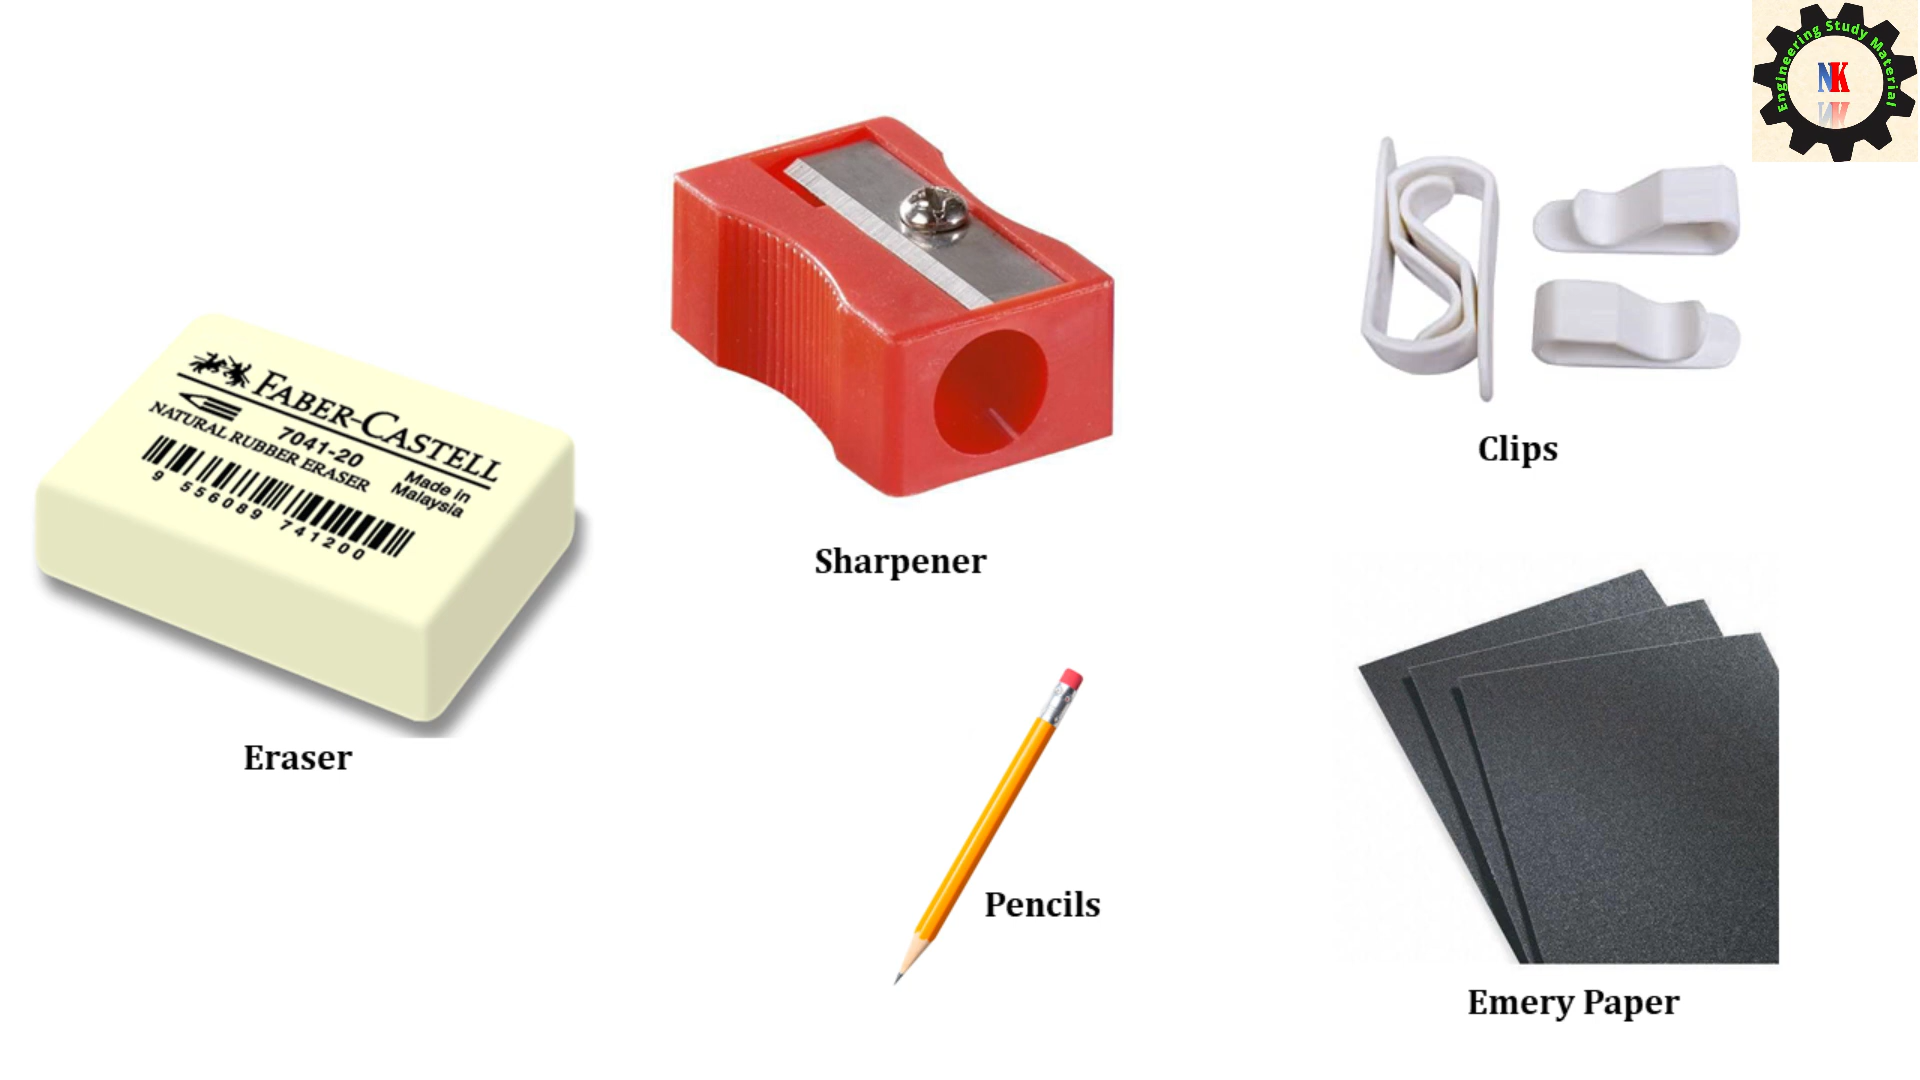 Engineering Study Material
NK
FABER-CASTELL
7041-20
NATURAL RUBBER ERASER
Made in
Malaysia
9 556089 741200
Eraser
Sharpener
Pencils
Clips
Emery Paper